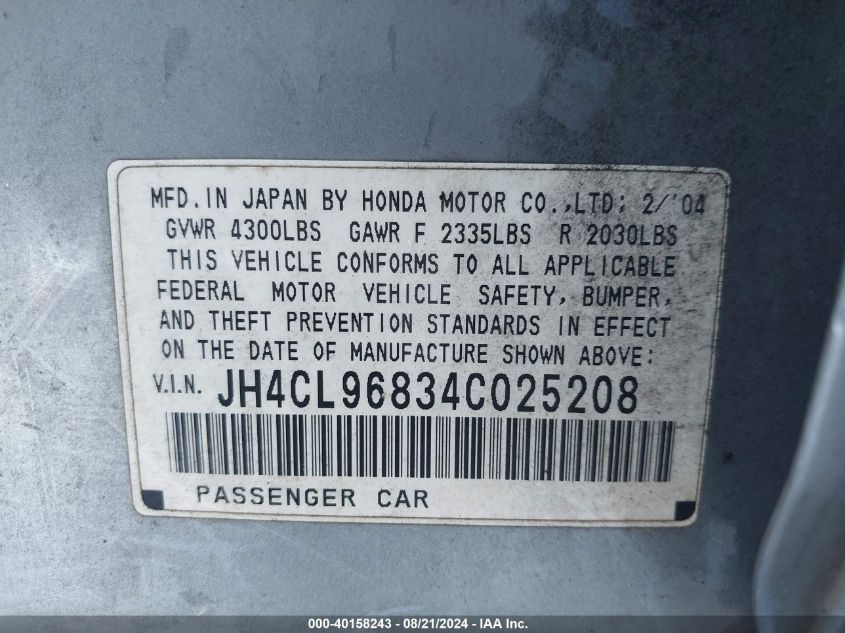 MFD. IN JAPAN BY HONDA MOTOR CO.,LTD; 2/'04
GVWR 4300LBS GAWR F 2335LBS R 2030LBS
THIS VEHICLE CONFORMS TO ALL APPLICABLE
FEDERAL MOTOR VEHICLE SAFETY, BUMPER,
AND THEFT PREVENTION STANDARDS IN EFFECT
ON THE DATE OF MANUFACTURE SHOWN ABOVE:
V.I.N. JH4CL96834C025208
PASSENGER CAR
000-40158243 - 08/21/2024 - IAA Inc.